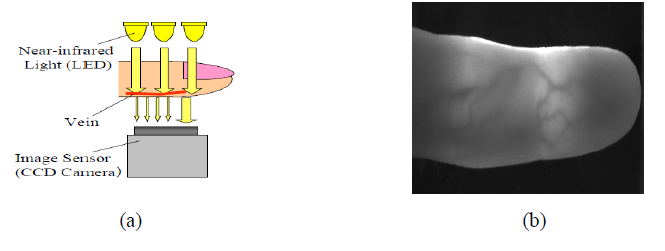 Near-infrared
Light (LED)
Vein
Image Sensor
(CCD Camera)
(a)
(b)